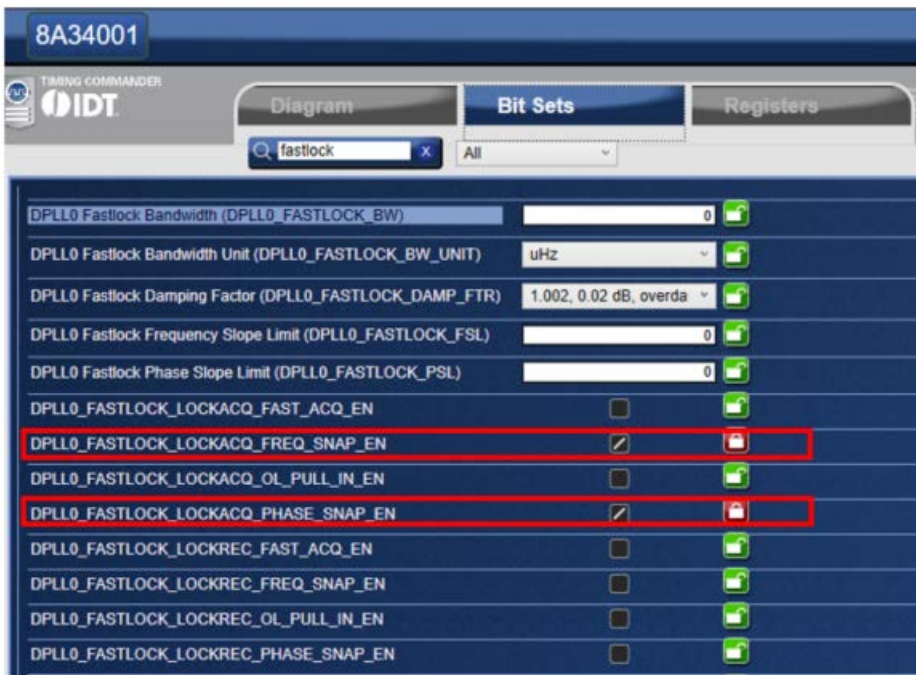 8A34001
TIMING COMMANDER
IDT
Diagram
Bit Sets
Registers
fastlock X All
DPLL0 Fastlock Bandwidth (DPLL0_FASTLOCK_BW) 0
DPLL0 Fastlock Bandwidth Unit (DPLL0_FASTLOCK_BW_UNIT) uHz
DPLL0 Fastlock Damping Factor (DPLL0_FASTLOCK_DAMP_FTR) 1.002, 0.02 dB, overda
DPLL0 Fastlock Frequency Slope Limit (DPLL0_FASTLOCK_FSL) 0
DPLL0 Fastlock Phase Slope Limit (DPLL0_FASTLOCK_PSL) 0
DPLL0_FASTLOCK_LOCKACQ_FAST_ACQ_EN
DPLL0_FASTLOCK_LOCKACQ_FREQ_SNAP_EN
DPLL0_FASTLOCK_LOCKACQ_OL_PULL_IN_EN
DPLL0_FASTLOCK_LOCKACQ_PHASE_SNAP_EN
DPLL0_FASTLOCK_LOCKREC_FAST_ACQ_EN
DPLL0_FASTLOCK_LOCKREC_FREQ_SNAP_EN
DPLL0_FASTLOCK_LOCKREC_OL_PULL_IN_EN
DPLL0_FASTLOCK_LOCKREC_PHASE_SNAP_EN